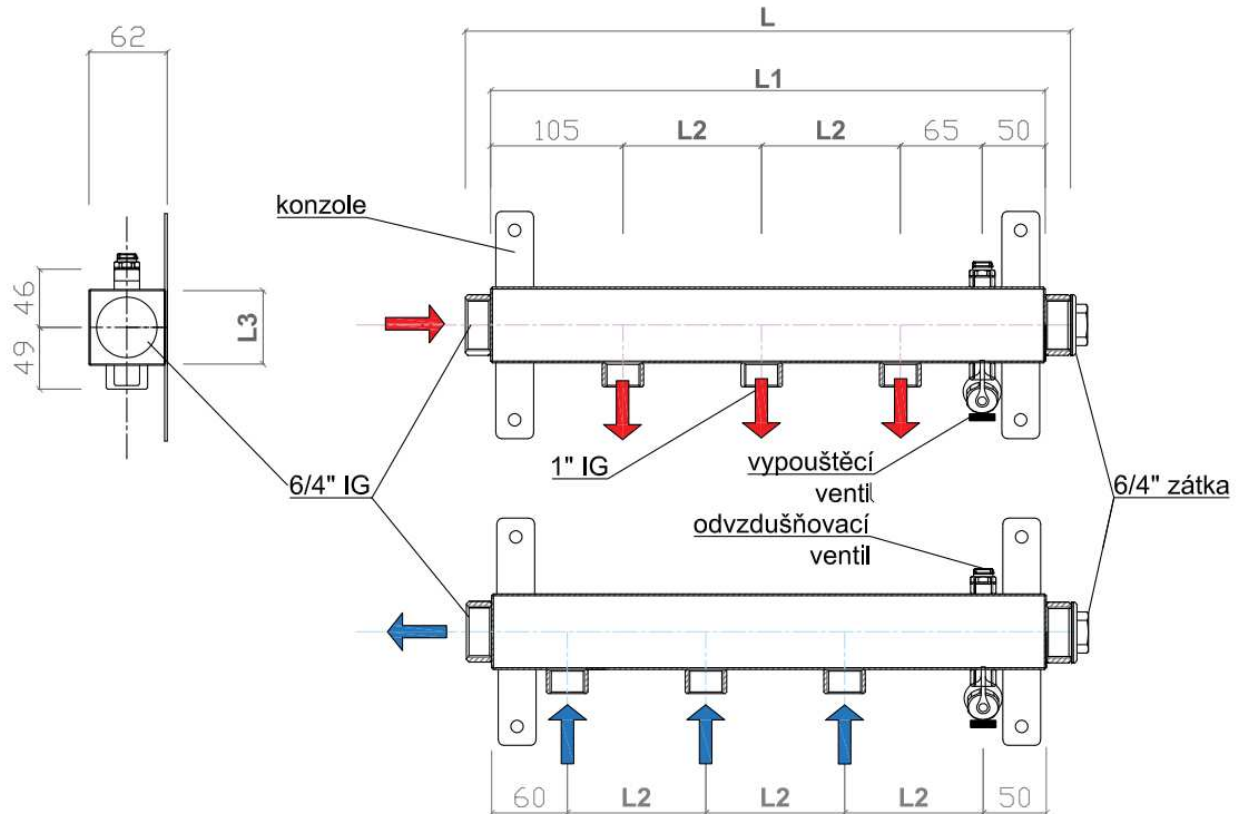 62
L
L1
105
L2
L2
65
50
konzole
46
49
L3
1" IG
vypouštěcí
ventil
6/4" IG
6/4" zátka
odvzdušňovací
ventil
60
L2
L2
L2
50